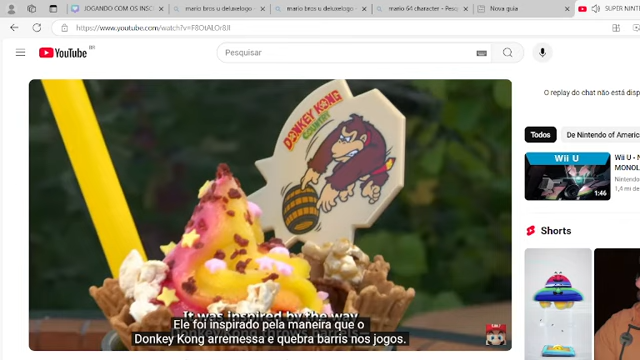 JOGANDO COM OS INSC
mario bros u deluxelogo -
mario bros u deluxelogo -
mario 64 character - Pesq
Nova guia
SUPER NINT
https://www.youtube.com/watch?v=F8OtALOr8JI
YouTube BR
Pesquisar
DONKEY KONG
COUNTRY
It was inspired by the way
Ele foi inspirado pela maneira que o
Donkey Kong arremessa e quebra barris nos jogos.
O replay do chat não está disp
Todos
De Nintendo of Americ
Wii U
1:46
Wii U - N
MONOL
Nintendo
1,4 mi de
Shorts